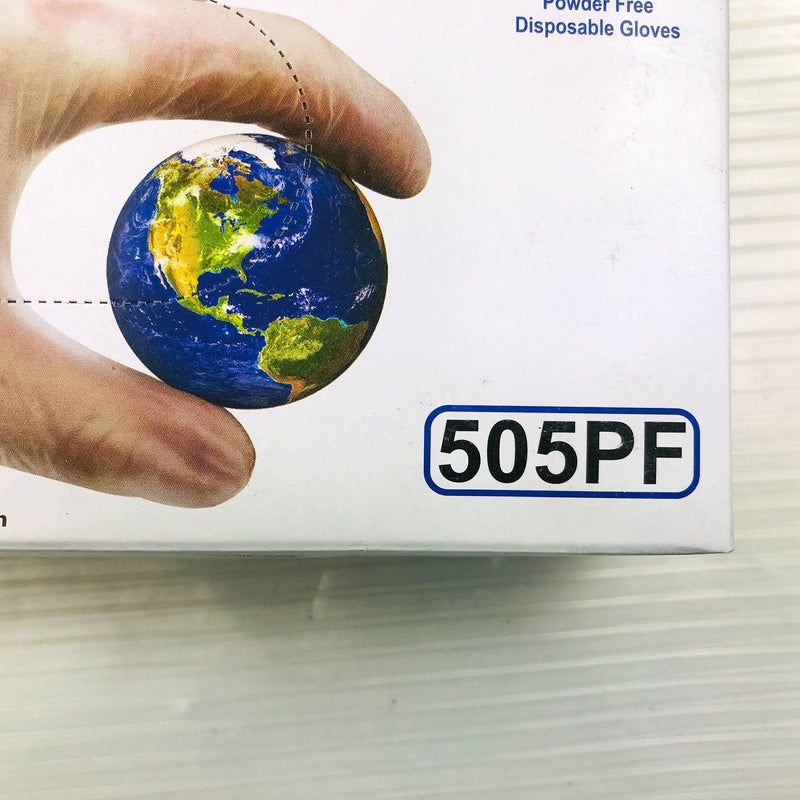 Powder Free
Disposable Gloves
505PF